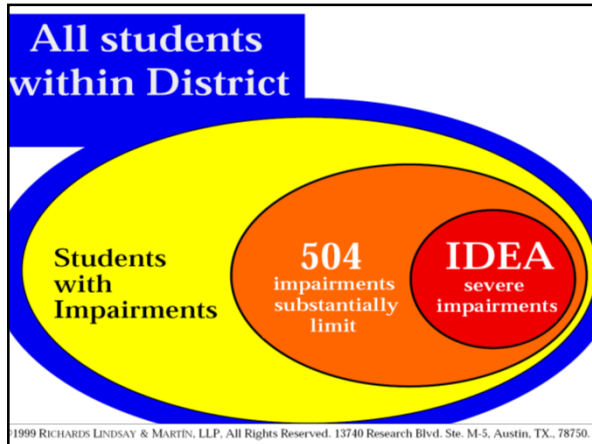 All students
within District
Students
with
Impairments
504
impairments
substantially
limit
IDEA
severe
impairments
©1999 RICHARDS LINDSAY & MARTÍN, LLP, All Rights Reserved. 13740 Research Blvd. Ste. M-5, Austin, TX., 78750.